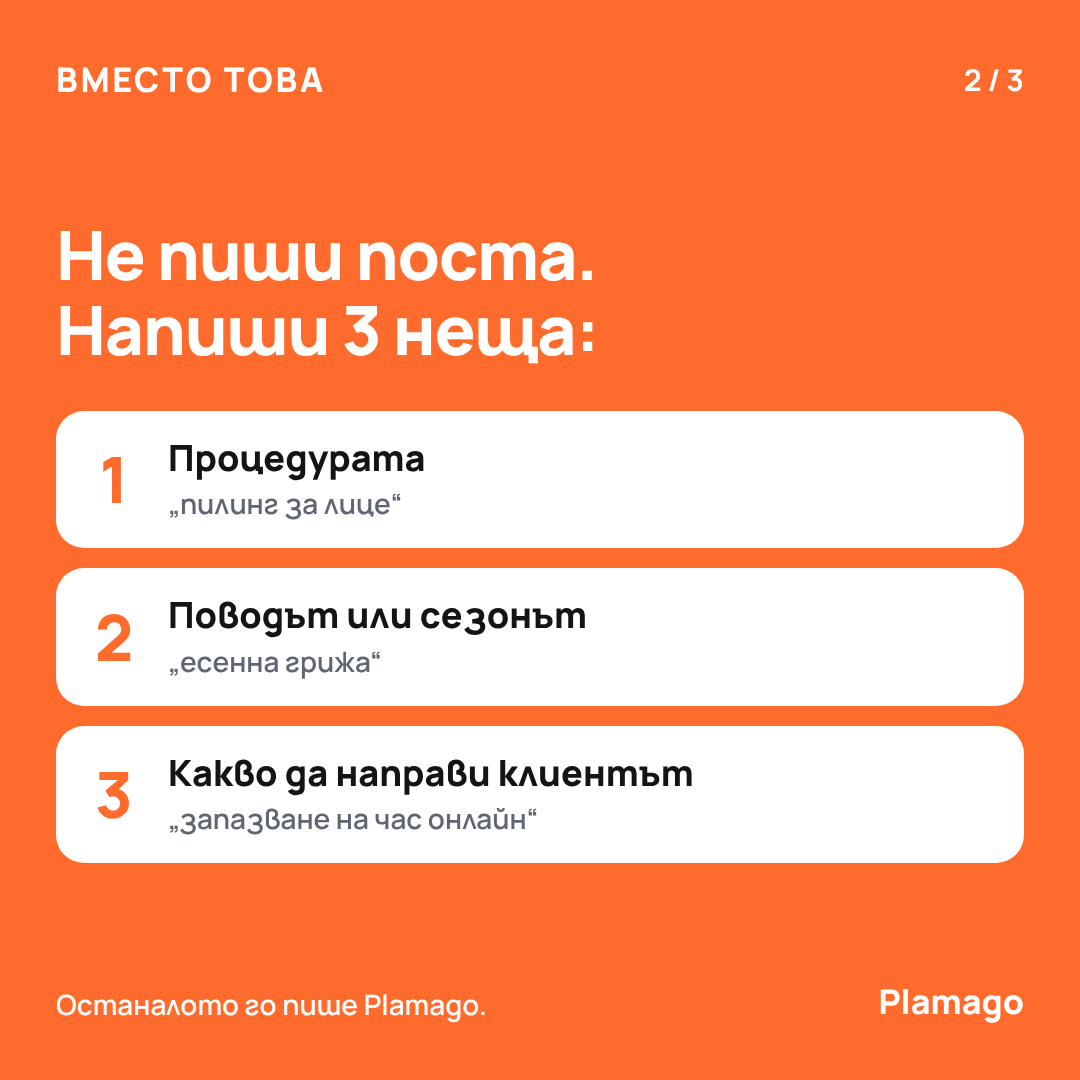 ВМЕСТО ТОВА
2 / 3
Не пиши поста.
Напиши 3 неща:
1
Процедурата
„пилинг за лице“
2
Поводът или сезонът
„есенна грижа“
3
Какво да направи клиентът
„запазване на час онлайн“
Останалото го пише Plamago.
Plamago